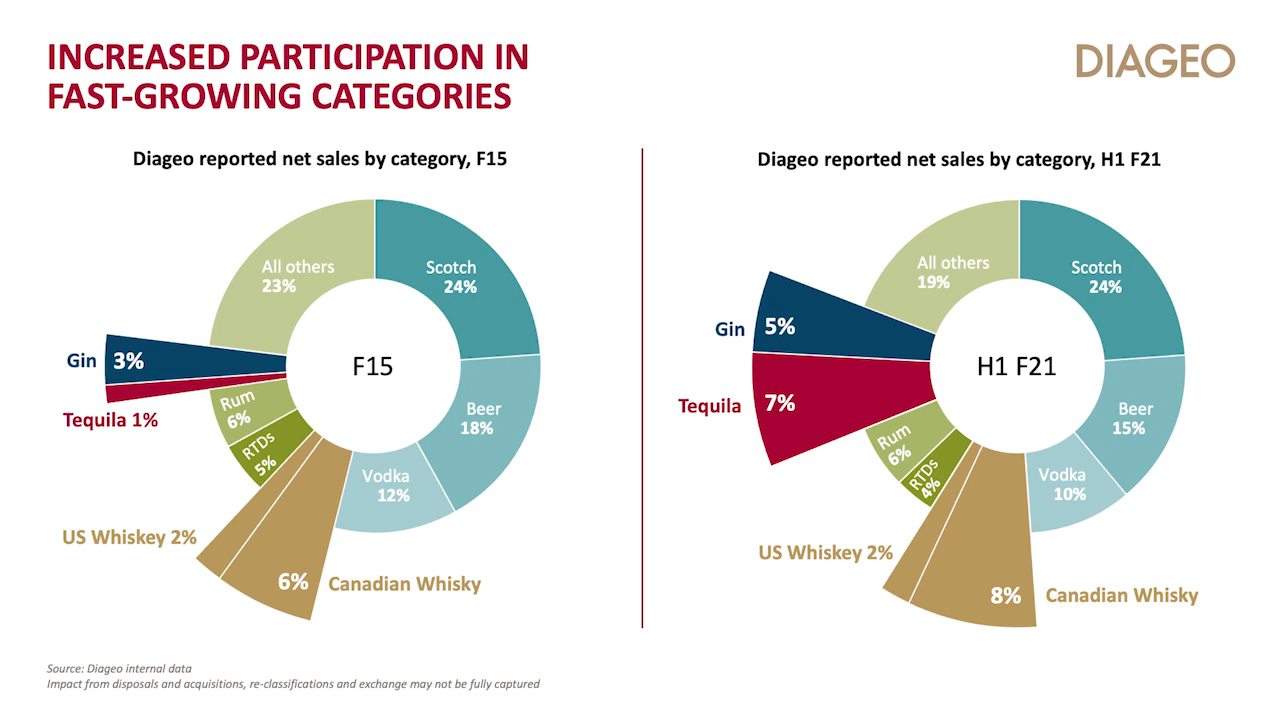 INCREASED PARTICIPATION IN
FAST-GROWING CATEGORIES
DIAGEO
Diageo reported net sales by category, F15
All others
23%
Scotch
24%
Gin
3%
F15
Tequila 1%
Rum
6%
Beer
18%
RTDs
5%
Vodka
12%
US Whiskey 2%
6%
Canadian Whisky
Diageo reported net sales by category, H1 F21
All others
19%
Scotch
24%
Gin
5%
H1 F21
Tequila
7%
Beer
15%
Rum
6%
RTDs
4%
Vodka
10%
US Whiskey 2%
8%
Canadian Whisky
Source: Diageo internal data
Impact from disposals and acquisitions, re-classifications and exchange may not be fully captured